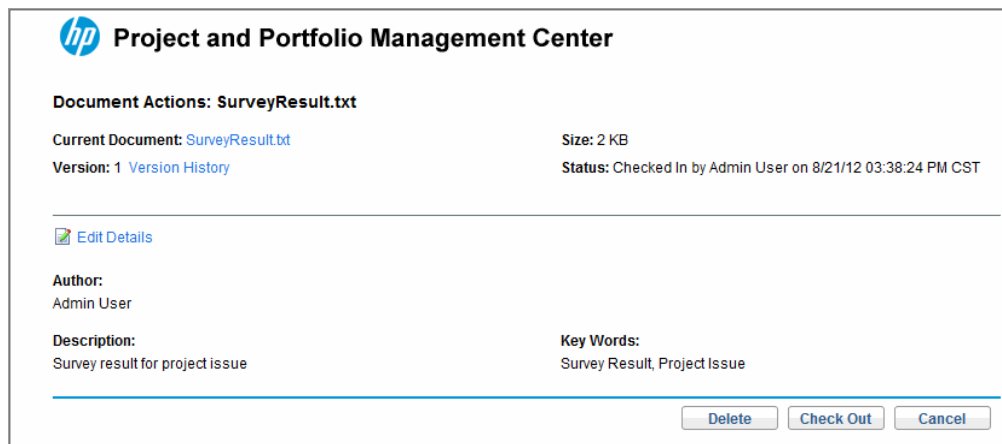 hp Project and Portfolio Management Center
Document Actions: SurveyResult.txt
Current Document: SurveyResult.txt Size: 2 KB
Version: 1 Version History Status: Checked In by Admin User on 8/21/12 03:38:24 PM CST
Edit Details
Author:
Admin User
Description: Key Words:
Survey result for project issue Survey Result, Project Issue
Delete Check Out Cancel